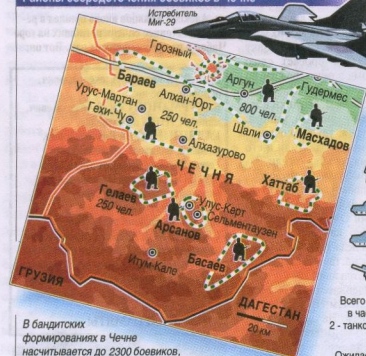 Истребитель
Миг-29
Грозный
Бараев
Аргун
Гудермес
Урус-Мартан
Алхан-Юрт
800 чел.
Гехи-Чу
250 чел.
Шали
Масхадов
Алхазурово
ЧЕЧНЯ
Гелаев
250 чел.
Хаттаб
Улус-Керт
Сельментаузен
Арсанов
Итум-Кале
Басаев
ГРУЗИЯ
ДАГЕСТАН
20 км
Всего
в ча
2 - танко
В бандитских
формированиях в Чечне
насчитывается до 2300 боевиков,
Ожида